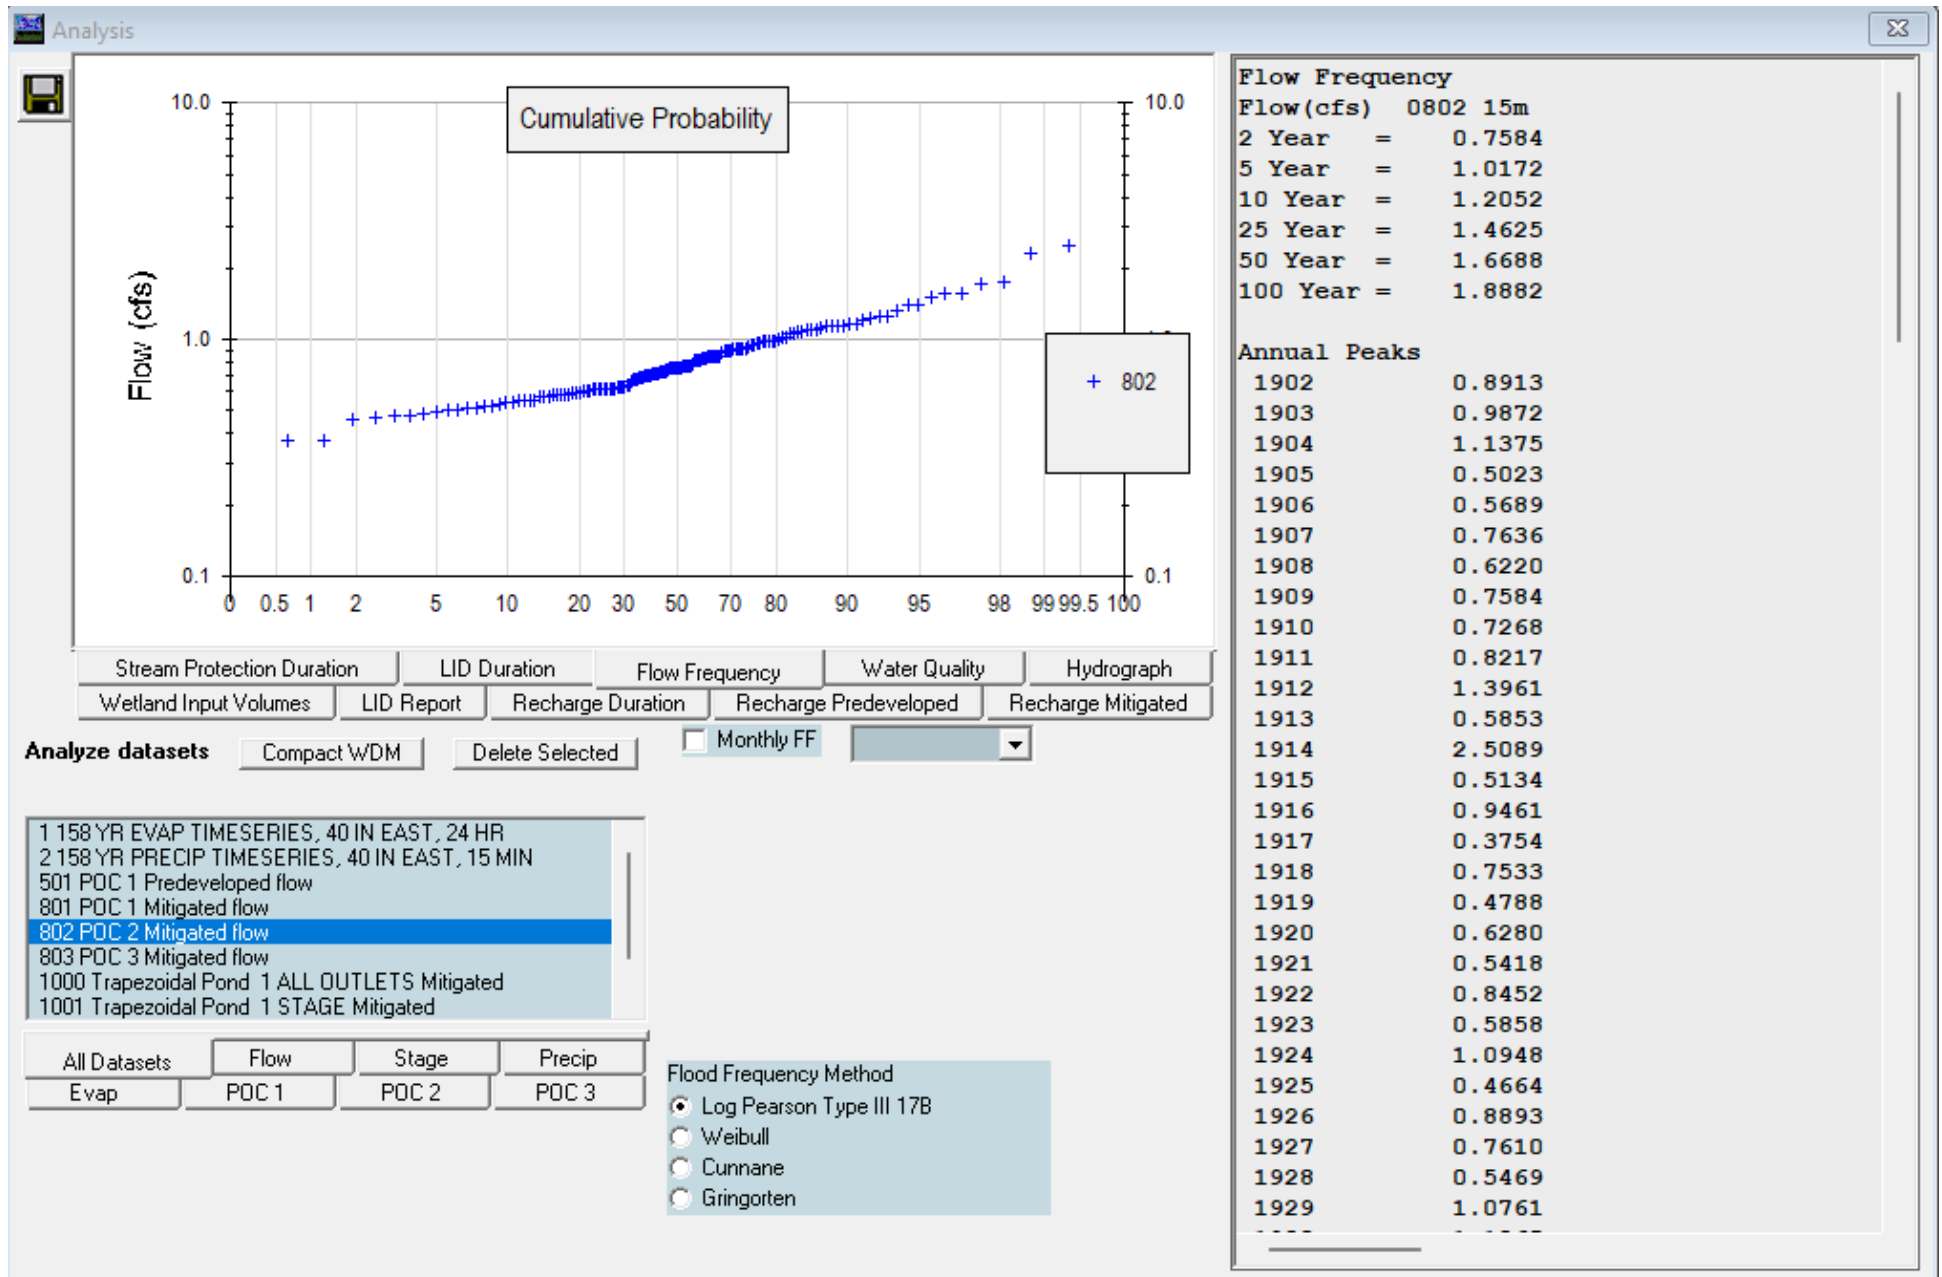 Analysis
Cumulative Probability
10.0
1.0
0.1
Flow (cfs)
10.0
0.1
+ 802
0 0.5 1 2 5 10 20 30 50 70 80 90 95 98 99 99.5 100
Stream Protection Duration LID Duration Flow Frequency Water Quality Hydrograph
Wetland Input Volumes LID Report Recharge Duration Recharge Predeveloped Recharge Mitigated
Analyze datasets Compact WDM Delete Selected Monthly FF
1 158 YR EVAP TIMESERIES, 40 IN EAST, 24 HR
2 158 YR PRECIP TIMESERIES, 40 IN EAST, 15 MIN
501 POC 1 Predeveloped flow
801 POC 1 Mitigated flow
802 POC 2 Mitigated flow
803 POC 3 Mitigated flow
1000 Trapezoidal Pond 1 ALL OUTLETS Mitigated
1001 Trapezoidal Pond 1 STAGE Mitigated
All Datasets Flow Stage Precip
Evap POC 1 POC 2 POC 3
Flood Frequency Method
Log Pearson Type III 17B
Weibull
Cunnane
Gringorten
Flow Frequency
Flow(cfs) 0802 15m
2 Year = 0.7584
5 Year = 1.0172
10 Year = 1.2052
25 Year = 1.4625
50 Year = 1.6688
100 Year = 1.8882
Annual Peaks
1902 0.8913
1903 0.9872
1904 1.1375
1905 0.5023
1906 0.5689
1907 0.7636
1908 0.6220
1909 0.7584
1910 0.7268
1911 0.8217
1912 1.3961
1913 0.5853
1914 2.5089
1915 0.5134
1916 0.9461
1917 0.3754
1918 0.7533
1919 0.4788
1920 0.6280
1921 0.5418
1922 0.8452
1923 0.5858
1924 1.0948
1925 0.4664
1926 0.8893
1927 0.7610
1928 0.5469
1929 1.0761